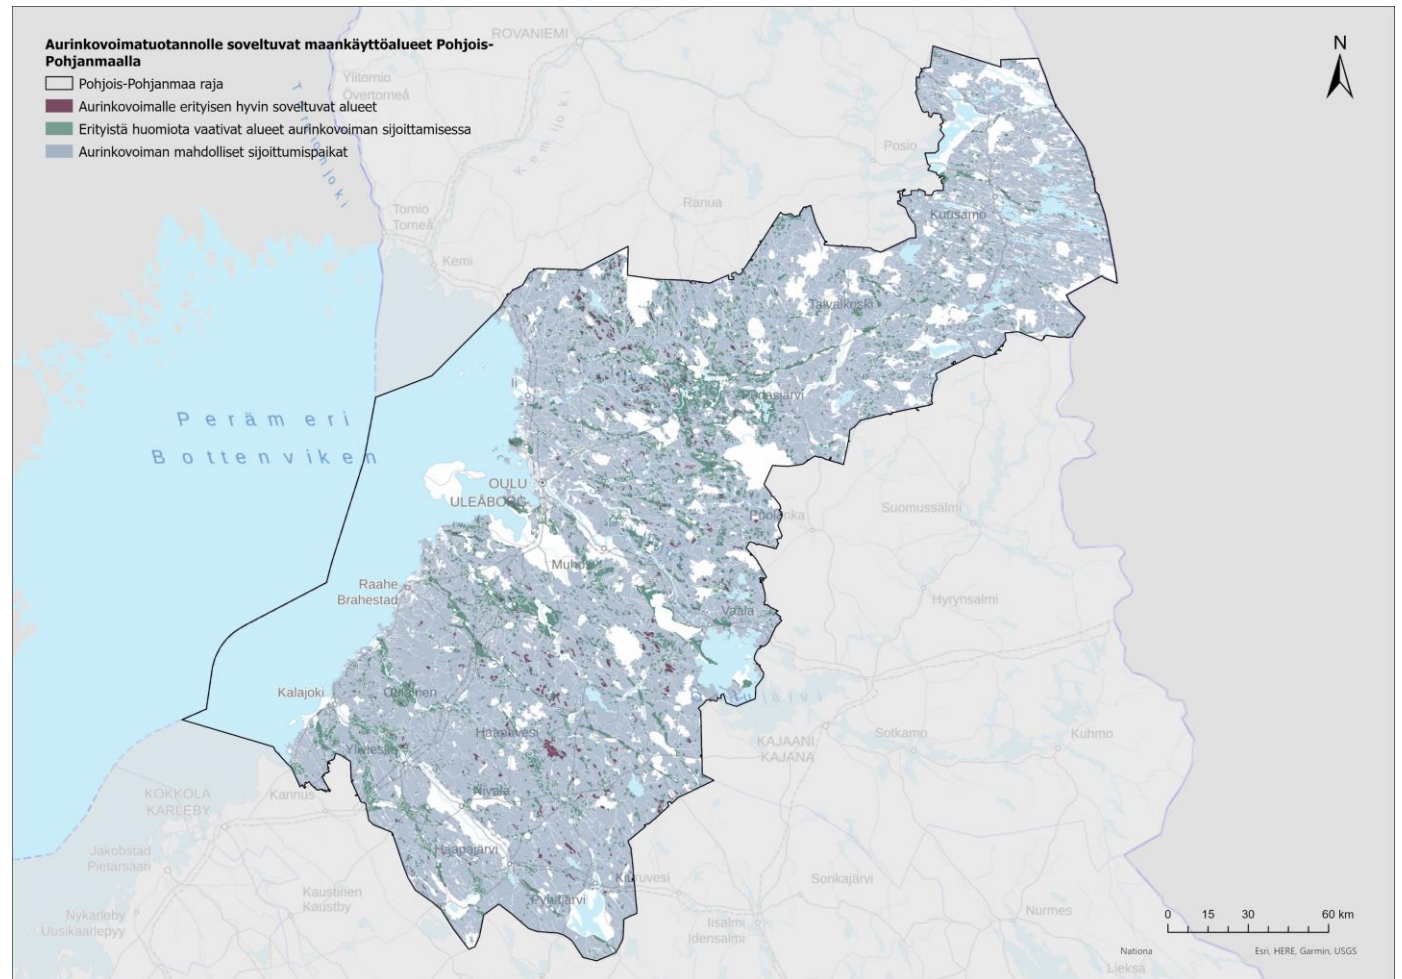 Aurinkovoimatuotannolle soveltuvat maankäyttöalueet Pohjois-
Pohjanmaalla
Pohjois-Pohjanmaa raja
Aurinkovoimalle erityisen hyvin soveltuvat alueet
Erityistä huomiota vaativat alueet aurinkovoiman sijoittamisessa
Aurinkovoiman mahdolliset sijoittumispaikat
N
ROVANIEMI
Ylitornio
Övertorneå
Tornionjoki
Kemijoki
Posio
Ranua
Tornio
Torneå
Kuusamo
Kemi
Taivalkoski
Ii
Pudasjärvi
Perämeri
Bottenviken
OULU
ULEÅBORG
Puolanka
Suomussalmi
Muhos
Raahe
Brahestad
Hyrynsalmi
Vaala
Kalajoki
Oulainen
Oulujärvi
Haapavesi
KAJAANI
KAJANA
Sotkamo
Kuhmo
Ylivieska
KOKKOLA
KARLEBY
Kannus
Nivala
Jakobstad
Pietarsaari
Haapajärvi
Kaustinen
Kaustby
Kiuruvesi
Sonkajärvi
Pyhäjärvi
Nykarleby
Uusikaarlepyy
Iisalmi
Idensalmi
Nurmes
0 15 30 60 km
Nationa
Esri, HERE, Garmin, USGS
Lieksa